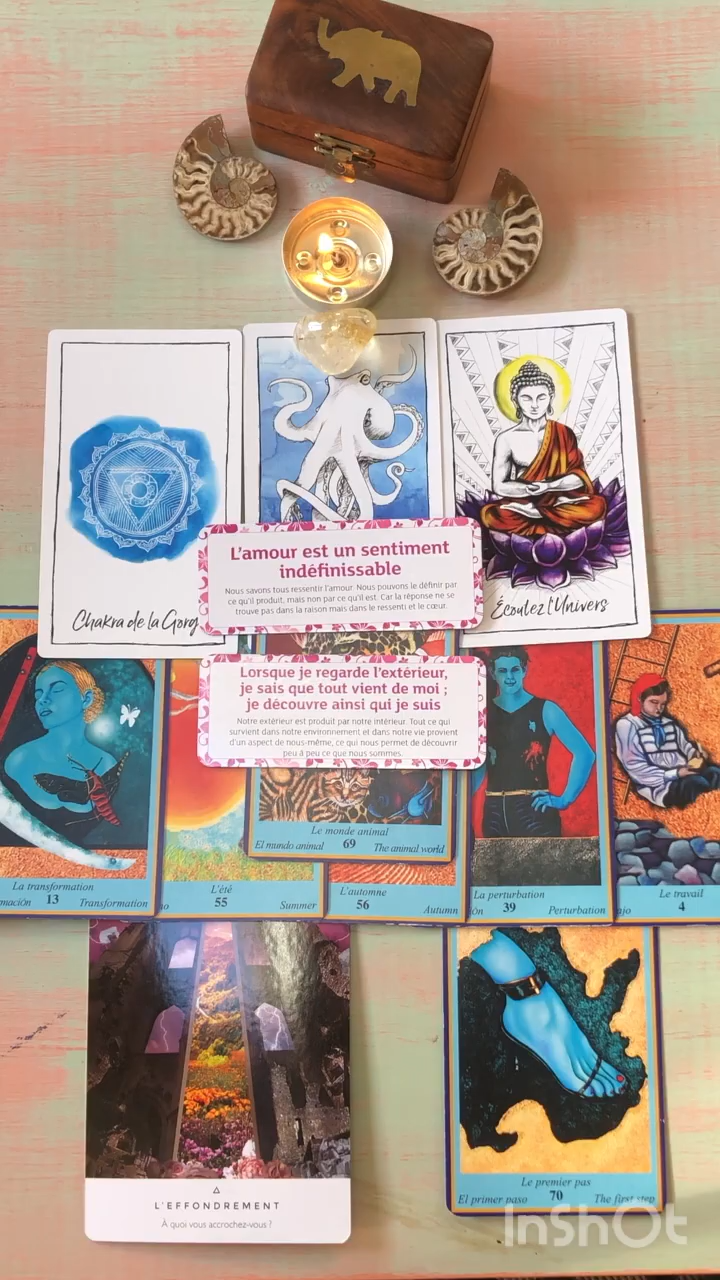 Chakra de la Gorg
Écoutez l'Univers
L'amour est un sentiment
indéfinissable
Nous savons tous ressentir l'amour. Nous pouvons le définir par
ce qu'il produit, mais non par ce qu'il est. Car la réponse ne se
trouve pas dans la raison mais dans le ressenti et le cœur.
Lorsque je regarde l'extérieur,
je sais que tout vient de moi ;
je découvre ainsi qui je suis
Notre extérieur est produit par notre intérieur. Tout ce qui
survient dans notre environnement et dans notre vie provient
d'un aspect de nous-même, ce qui nous permet de découvrir
peu à peu ce que nous sommes.
Le monde animal
El mundo animal 69 The animal world
La transformation
mación 13 Transformation
L'été
55 Summer
L'automne
56 Autumn
La perturbation
ión 39 Perturbation
Le travail
ajo 4
L'EFFONDREMENT
À quoi vous accrochez-vous ?
Le premier pas
El primer paso 70 The first step
InShOt